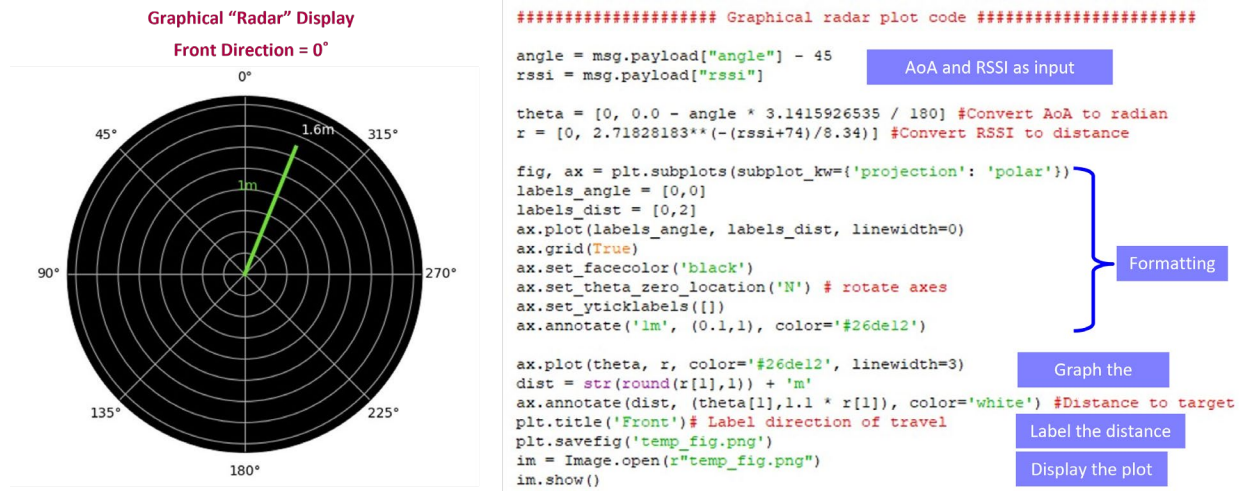 Graphical “Radar” Display
Front Direction = 0°
0°
45°
315°
1.6m
1m
90°
270°
135°
225°
180°
##################### Graphical radar plot code #######################
angle = msg.payload["angle"] - 45
rssi = msg.payload["rssi"]
AoA and RSSI as input
theta = [0, 0.0 - angle * 3.1415926535 / 180] #Convert AoA to radian
r = [0, 2.71828183**(-(rssi+74)/8.34)] #Convert RSSI to distance
fig, ax = plt.subplots(subplot_kw={'projection': 'polar'})
labels_angle = [0,0]
labels_dist = [0,2]
ax.plot(labels_angle, labels_dist, linewidth=0)
ax.grid(True)
ax.set_facecolor('black')
ax.set_theta_zero_location('N') # rotate axes
ax.set_yticklabels([])
ax.annotate('1m', (0.1,1), color='#26de12')
Formatting
ax.plot(theta, r, color='#26de12', linewidth=3)
dist = str(round(r[1],1)) + 'm'
ax.annotate(dist, (theta[1],1.1 * r[1]), color='white') #Distance to target
plt.title('Front')# Label direction of travel
plt.savefig('temp_fig.png')
im = Image.open(r"temp_fig.png")
im.show()
Graph the
Label the distance
Display the plot